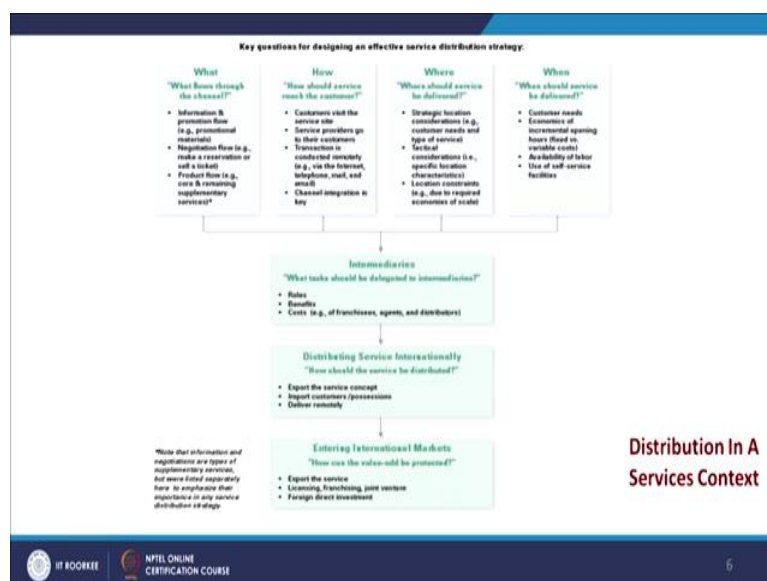 Key questions for designing an effective service distribution strategy:
What
"What flows through
the channel?"
• Information &
promotion flow
(e.g., promotional
materials)
• Negotiation flow (e.g.,
make a reservation or
sell a ticket)
• Product flow (e.g.,
core & remaining
supplementary
services)*
How
"How should service
reach the customer?"
• Customers visit the
service site
• Service providers go
to their customers
• Transaction is
conducted remotely
(e.g., via the Internet,
telephone, mail, and
email)
• Channel integration is
key
Where
"Where should service
be delivered?"
• Strategic location
considerations (e.g.,
customer needs and
type of service)
• Tactical
considerations (i.e.,
specific location
characteristics)
• Location constraints
(e.g., due to required
economies of scale)
When
"When should service
be delivered?"
• Customer needs
• Economics of
incremental opening
hours (fixed vs.
variable costs)
• Availability of labor
• Use of self-service
facilities
Intermediaries
"What tasks should be delegated to intermediaries?"
• Roles
• Benefits
• Costs (e.g., of franchisees, agents, and distributors)
Distributing Service Internationally
"How should the service be distributed?"
• Export the service concept
• Import customers/possessions
• Deliver remotely
Entering International Markets
"How can the value-add be protected?"
• Export the service
• Licensing, franchising, joint venture
• Foreign direct investment
*Note that information and
negotiations are types of
supplementary services,
but were listed separately
here to emphasize their
importance in any service
distribution strategy.
Distribution In A
Services Context
IIT ROORKEE
NPTEL ONLINE
CERTIFICATION COURSE
6